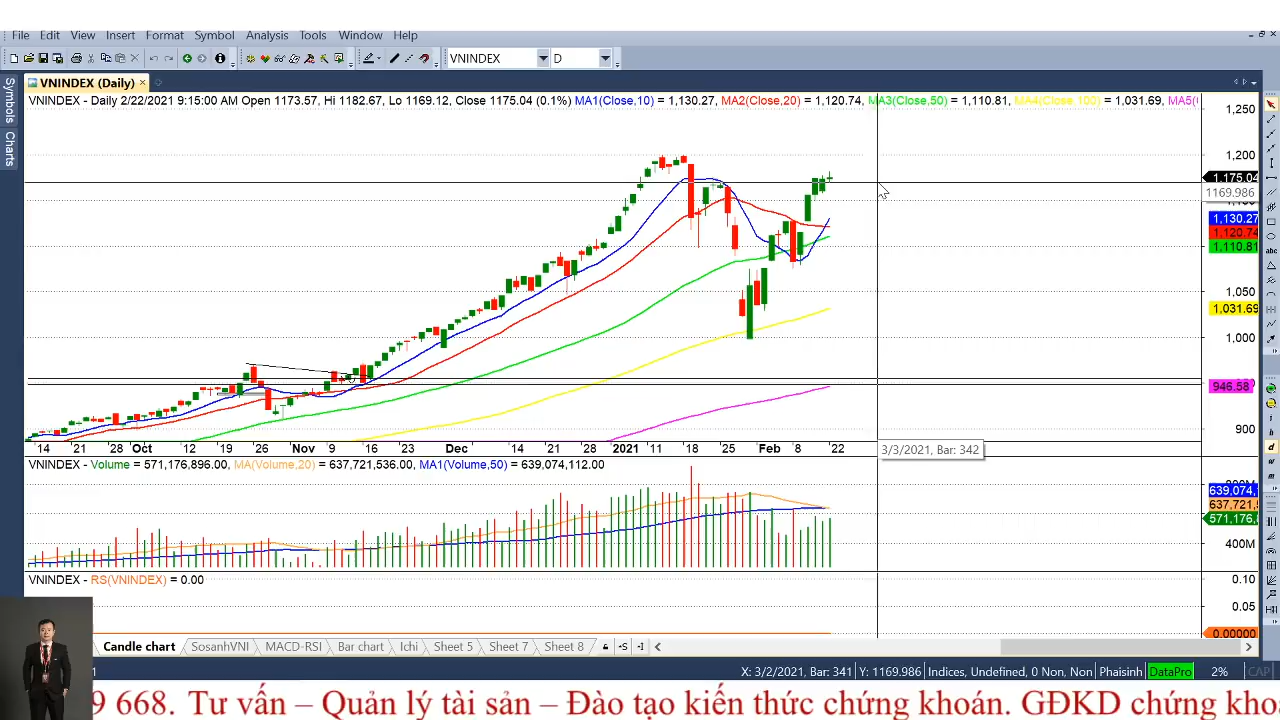 File Edit View Insert Format Symbol Analysis Tools Window Help
VNINDEX D
VNINDEX (Daily)
Symbols
Charts
VNINDEX - Daily 2/22/2021 9:15:00 AM Open 1173.57, Hi 1182.67, Lo 1169.12, Close 1175.04 (0.1%) MA1(Close,10) = 1,130.27, MA2(Close,20) = 1,120.74, MA3(Close,50) = 1,110.81, MA4(Close,100) = 1,031.69, MA5(
1,250
1,200
1,175.04
1169.986
1,130.27
1,120.74
1,110.81
1,050
1,031.69
1,000
946.58
900
14 21 28 Oct 12 19 26 Nov 9 16 23 Dec 14 21 28 2021 11 18 25 Feb 8 22
3/3/2021, Bar: 342
VNINDEX - Volume = 571,176,896.00, MA(Volume,20) = 637,721,536.00, MA1(Volume,50) = 639,074,112.00
639,074,
637,721,
571,176,
400M
VNINDEX - RS(VNINDEX) = 0.00
0.10
0.05
0.00000
Candle chart SosanhVNI MACD-RSI Bar chart Ichi Sheet 5 Sheet 7 Sheet 8
X: 3/2/2021, Bar: 341 Y: 1169.986 Indices, Undefined, 0 Non, Non Phaisinh DataPro 2% CAP
9 668. Tư vấn – Quản lý tài sản – Đào tạo kiến thức chứng khoán. GĐKD chứng kho